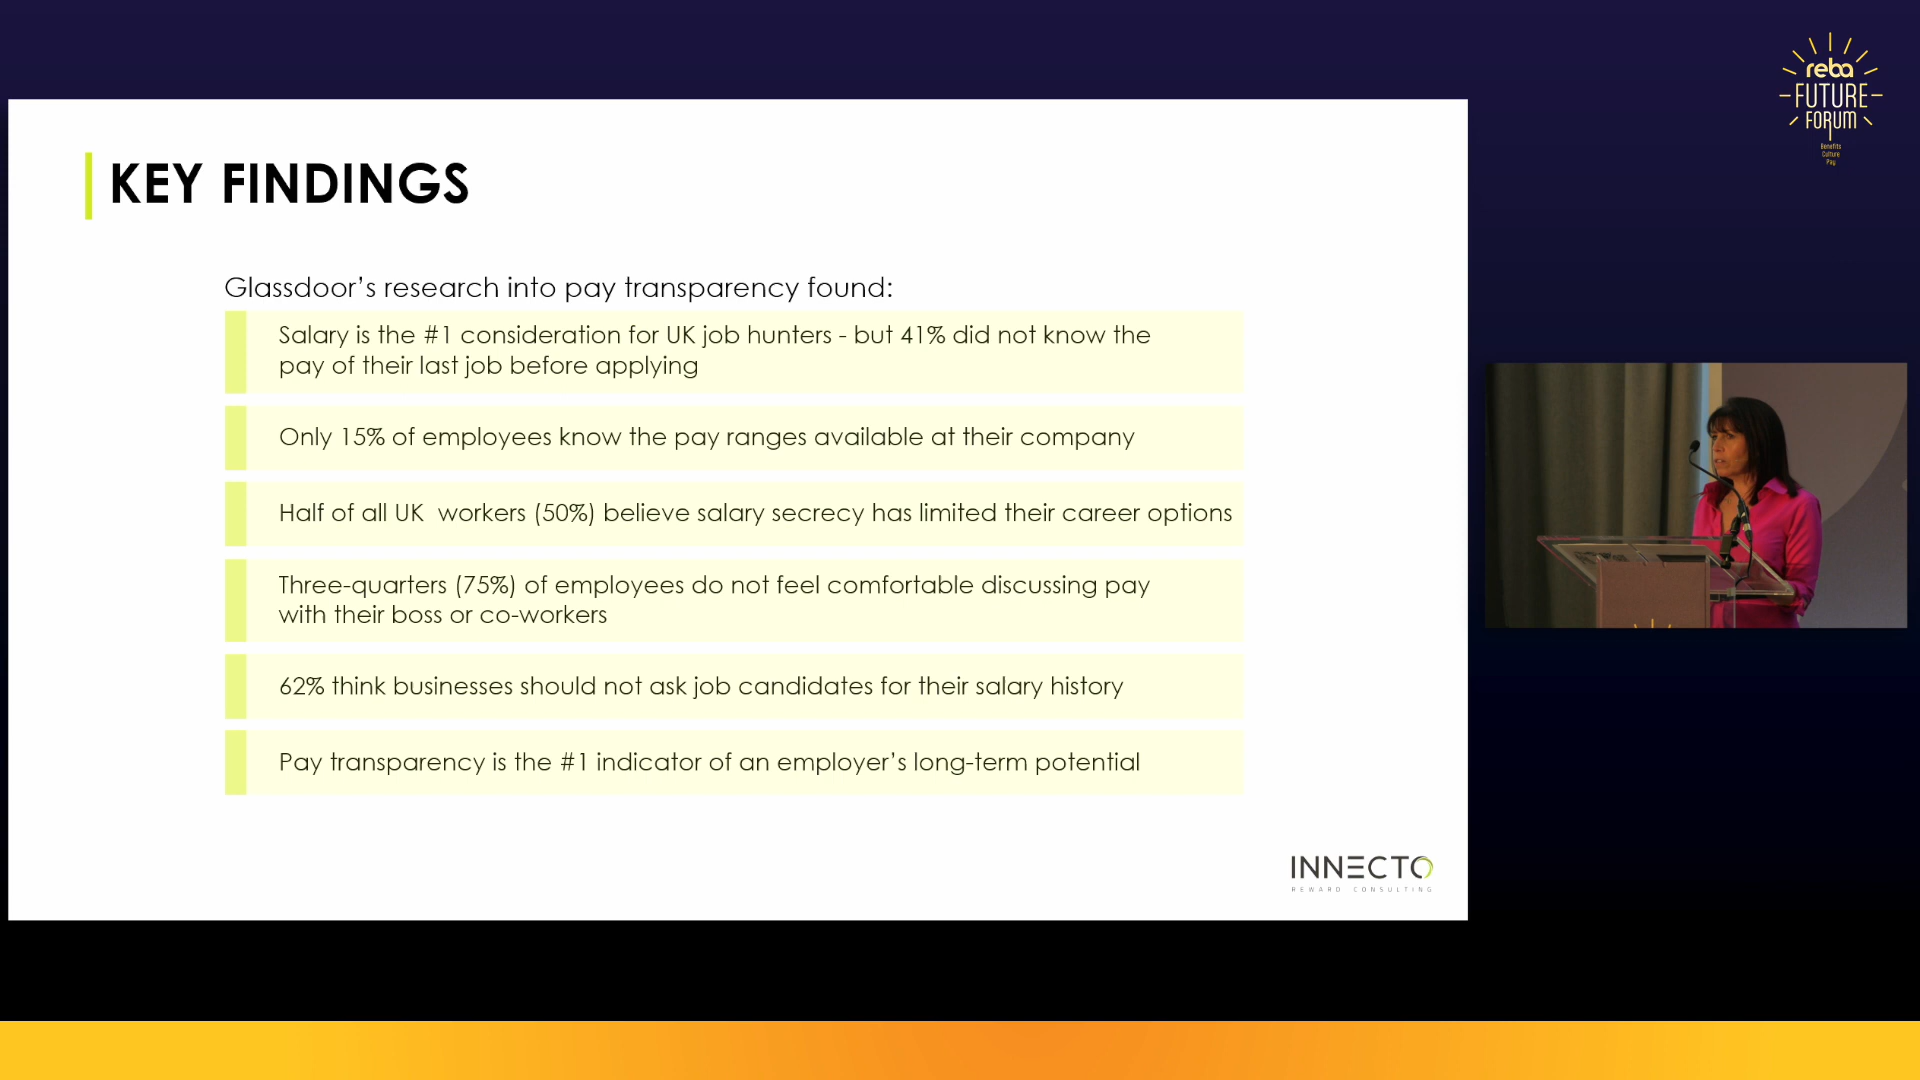 reba
FUTURE
FORUM
Benefits
Culture
Pay
KEY FINDINGS
Glassdoor’s research into pay transparency found:
Salary is the #1 consideration for UK job hunters - but 41% did not know the
pay of their last job before applying
Only 15% of employees know the pay ranges available at their company
Half of all UK  workers (50%) believe salary secrecy has limited their career options
Three-quarters (75%) of employees do not feel comfortable discussing pay
with their boss or co-workers
62% think businesses should not ask job candidates for their salary history
Pay transparency is the #1 indicator of an employer’s long-term potential
INNECTO
REWARD CONSULTING